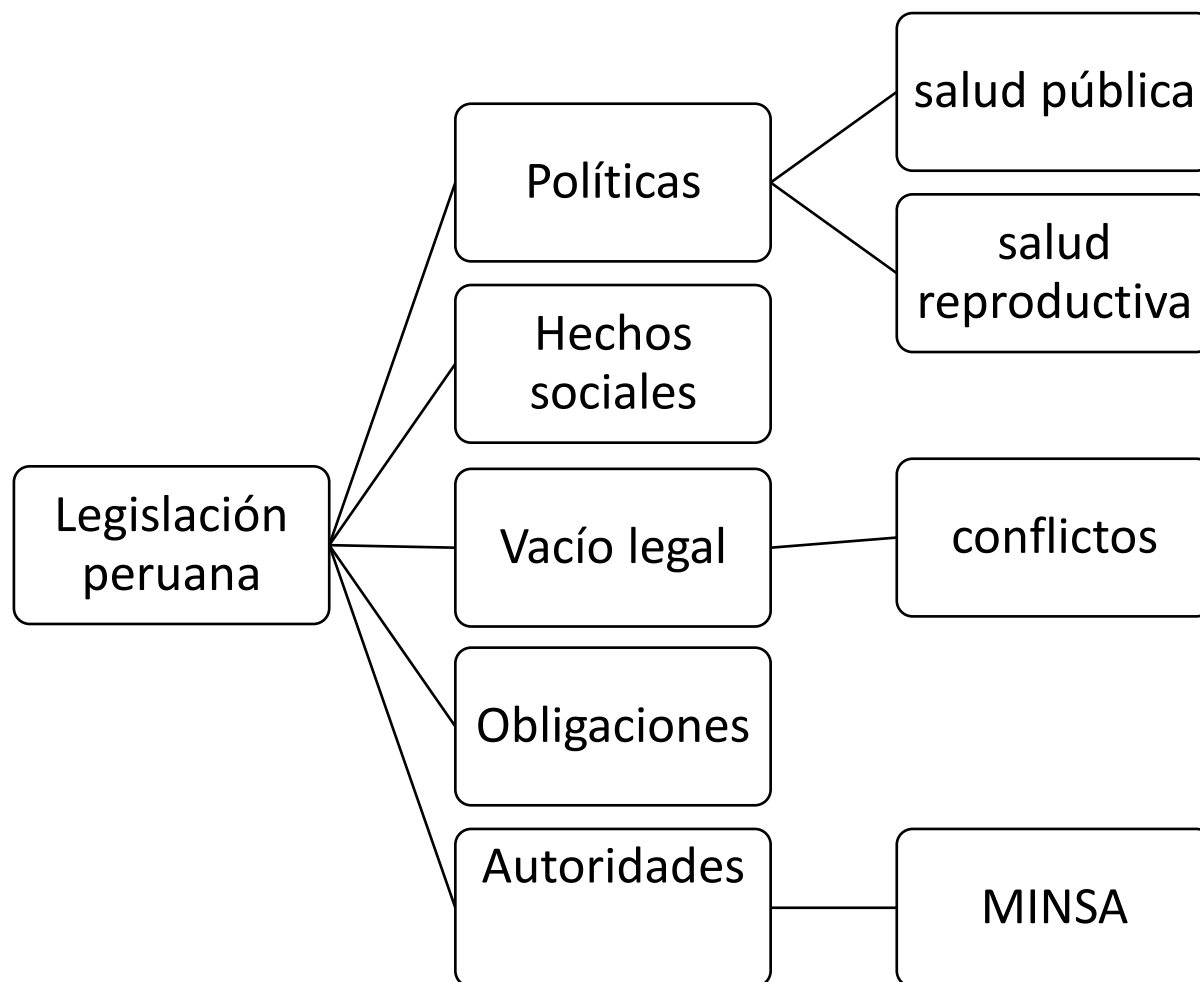 Legislación
peruana
Políticas
salud pública
salud
reproductiva
Hechos
sociales
Vacío legal
conflictos
Obligaciones
Autoridades
MINSA